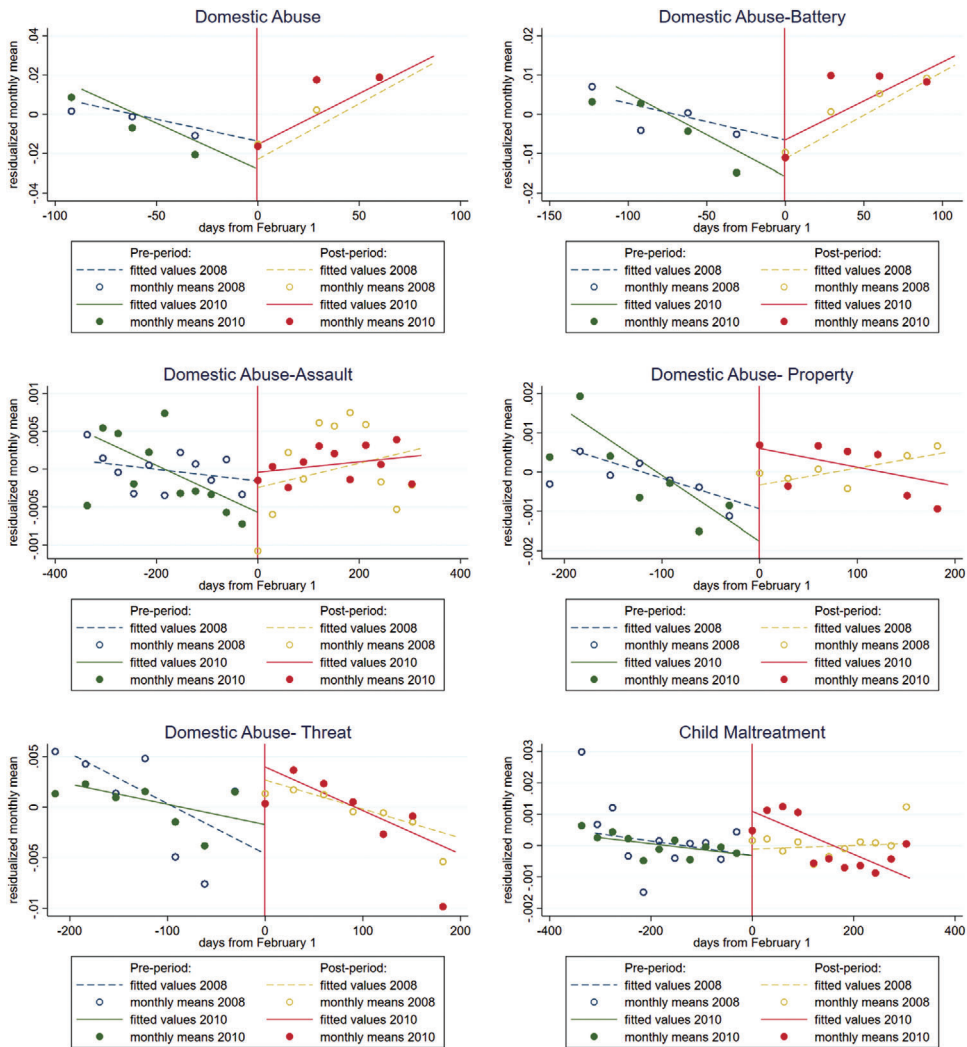 Domestic Abuse
residualized monthly mean
.04
.02
0
-.02
-.04
-100
-50
0
50
100
days from February 1
Pre-period:
Post-period:
fitted values 2008
fitted values 2008
monthly means 2008
monthly means 2008
fitted values 2010
fitted values 2010
monthly means 2010
monthly means 2010
Domestic Abuse-Battery
residualized monthly mean
.02
.01
0
-.01
-.02
-150
-100
-50
0
50
100
days from February 1
Pre-period:
Post-period:
fitted values 2008
fitted values 2008
monthly means 2008
monthly means 2008
fitted values 2010
fitted values 2010
monthly means 2010
monthly means 2010
Domestic Abuse-Assault
residualized monthly mean
.001
.0005
0
-.0005
-.001
-400
-200
0
200
400
days from February 1
Pre-period:
Post-period:
fitted values 2008
fitted values 2008
monthly means 2008
monthly means 2008
fitted values 2010
fitted values 2010
monthly means 2010
monthly means 2010
Domestic Abuse- Property
residualized monthly mean
.002
.001
0
-.001
-.002
-200
-100
0
100
200
days from February 1
Pre-period:
Post-period:
fitted values 2008
fitted values 2008
monthly means 2008
monthly means 2008
fitted values 2010
fitted values 2010
monthly means 2010
monthly means 2010
Domestic Abuse- Threat
residualized monthly mean
.005
0
-.005
-.01
-200
-100
0
100
200
days from February 1
Pre-period:
Post-period:
fitted values 2008
fitted values 2008
monthly means 2008
monthly means 2008
fitted values 2010
fitted values 2010
monthly means 2010
monthly means 2010
Child Maltreatment
residualized monthly mean
.003
.002
.001
0
-.001
-.002
-400
-200
0
200
400
days from February 1
Pre-period:
Post-period:
fitted values 2008
fitted values 2008
monthly means 2008
monthly means 2008
fitted values 2010
fitted values 2010
monthly means 2010
monthly means 2010